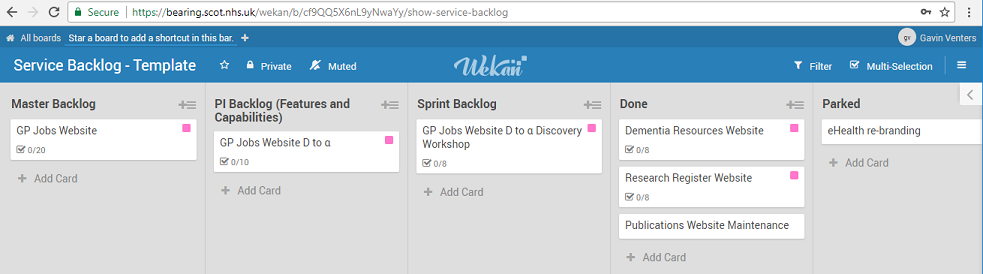 Secure https://bearing.scot.nhs.uk/wekan/b/cf9QQ5X6nL9yNwaYy/show-service-backlog
All boards Star a board to add a shortcut in this bar. gv Gavin Venters
Service Backlog - Template Private Muted WeKan Filter Multi-Selection
Master Backlog
GP Jobs Website
0/20
Add Card
PI Backlog (Features and
Capabilities)
GP Jobs Website D to α
0/10
Add Card
Sprint Backlog
GP Jobs Website D to α Discovery
Workshop
0/8
Add Card
Done
Dementia Resources Website
0/8
Research Register Website
0/8
Publications Website Maintenance
Add Card
Parked
eHealth re-branding
Add Card